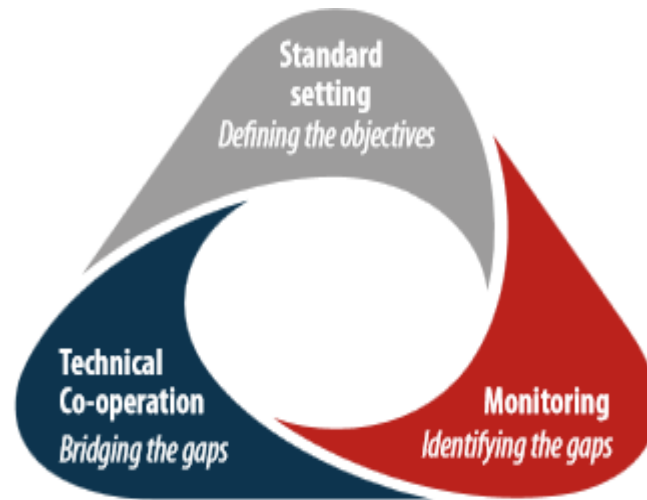 Standard
setting
Defining the objectives
Technical
Co-operation
Bridging the gaps
Monitoring
Identifying the gaps